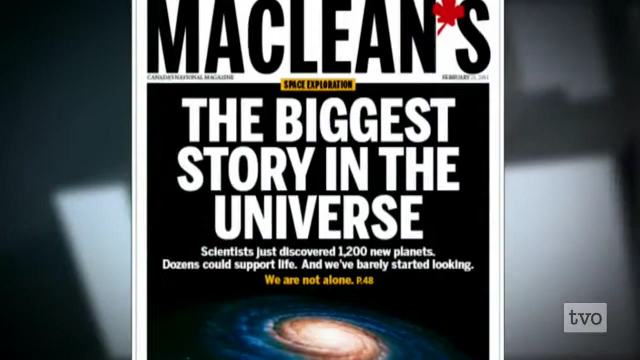 MACLEAN'S
CANADA'S NATIONAL MAGAZINE
SPACE EXPLORATION
THE BIGGEST
STORY IN THE
UNIVERSE
Scientists just discovered 1,200 new planets.
Dozens could support life. And we've barely started looking.
We are not alone. P.48
tvo